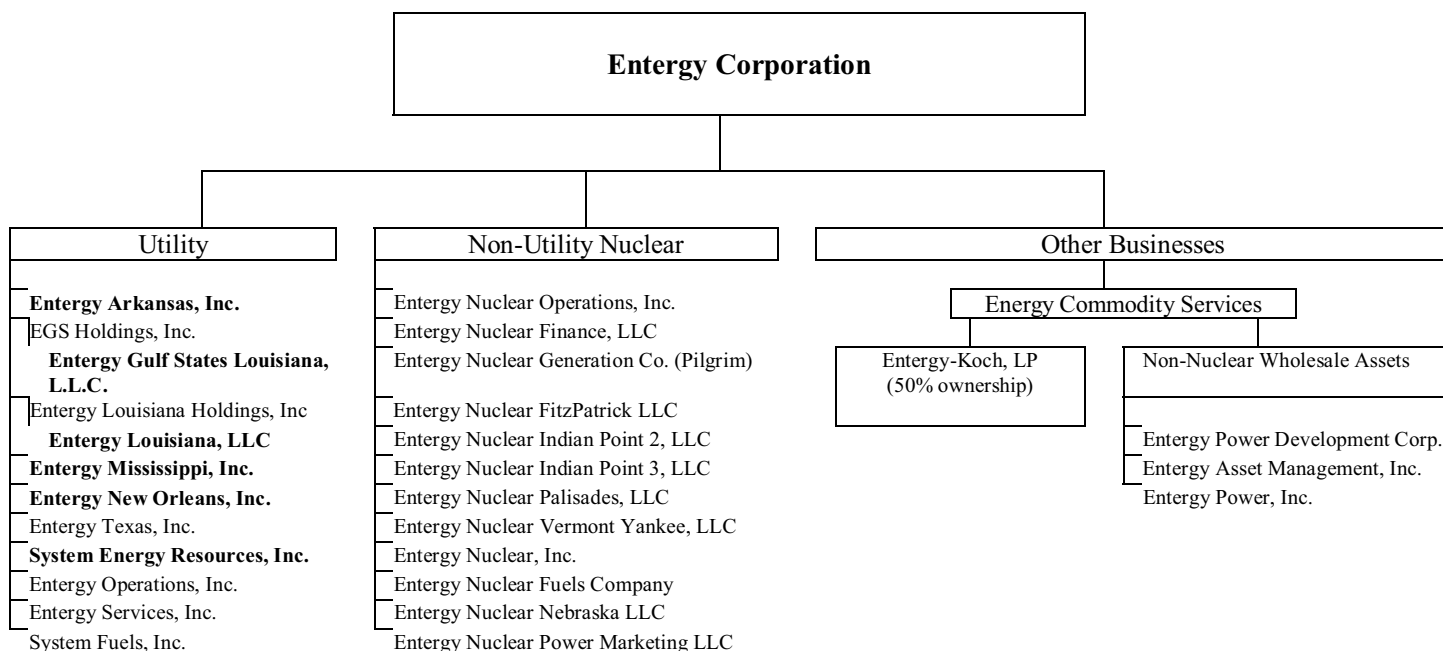 Entergy Corporation
Utility
Entergy Arkansas, Inc.
EGS Holdings, Inc.
Entergy Gulf States Louisiana,
L.L.C.
Entergy Louisiana Holdings, Inc
Entergy Louisiana, LLC
Entergy Mississippi, Inc.
Entergy New Orleans, Inc.
Entergy Texas, Inc.
System Energy Resources, Inc.
Entergy Operations, Inc.
Entergy Services, Inc.
System Fuels, Inc.
Non-Utility Nuclear
Entergy Nuclear Operations, Inc.
Entergy Nuclear Finance, LLC
Entergy Nuclear Generation Co. (Pilgrim)
Entergy Nuclear FitzPatrick LLC
Entergy Nuclear Indian Point 2, LLC
Entergy Nuclear Indian Point 3, LLC
Entergy Nuclear Palisades, LLC
Entergy Nuclear Vermont Yankee, LLC
Entergy Nuclear, Inc.
Entergy Nuclear Fuels Company
Entergy Nuclear Nebraska LLC
Entergy Nuclear Power Marketing LLC
Other Businesses
Energy Commodity Services
Entergy-Koch, LP
(50% ownership)
Non-Nuclear Wholesale Assets
Entergy Power Development Corp.
Entergy Asset Management, Inc.
Entergy Power, Inc.